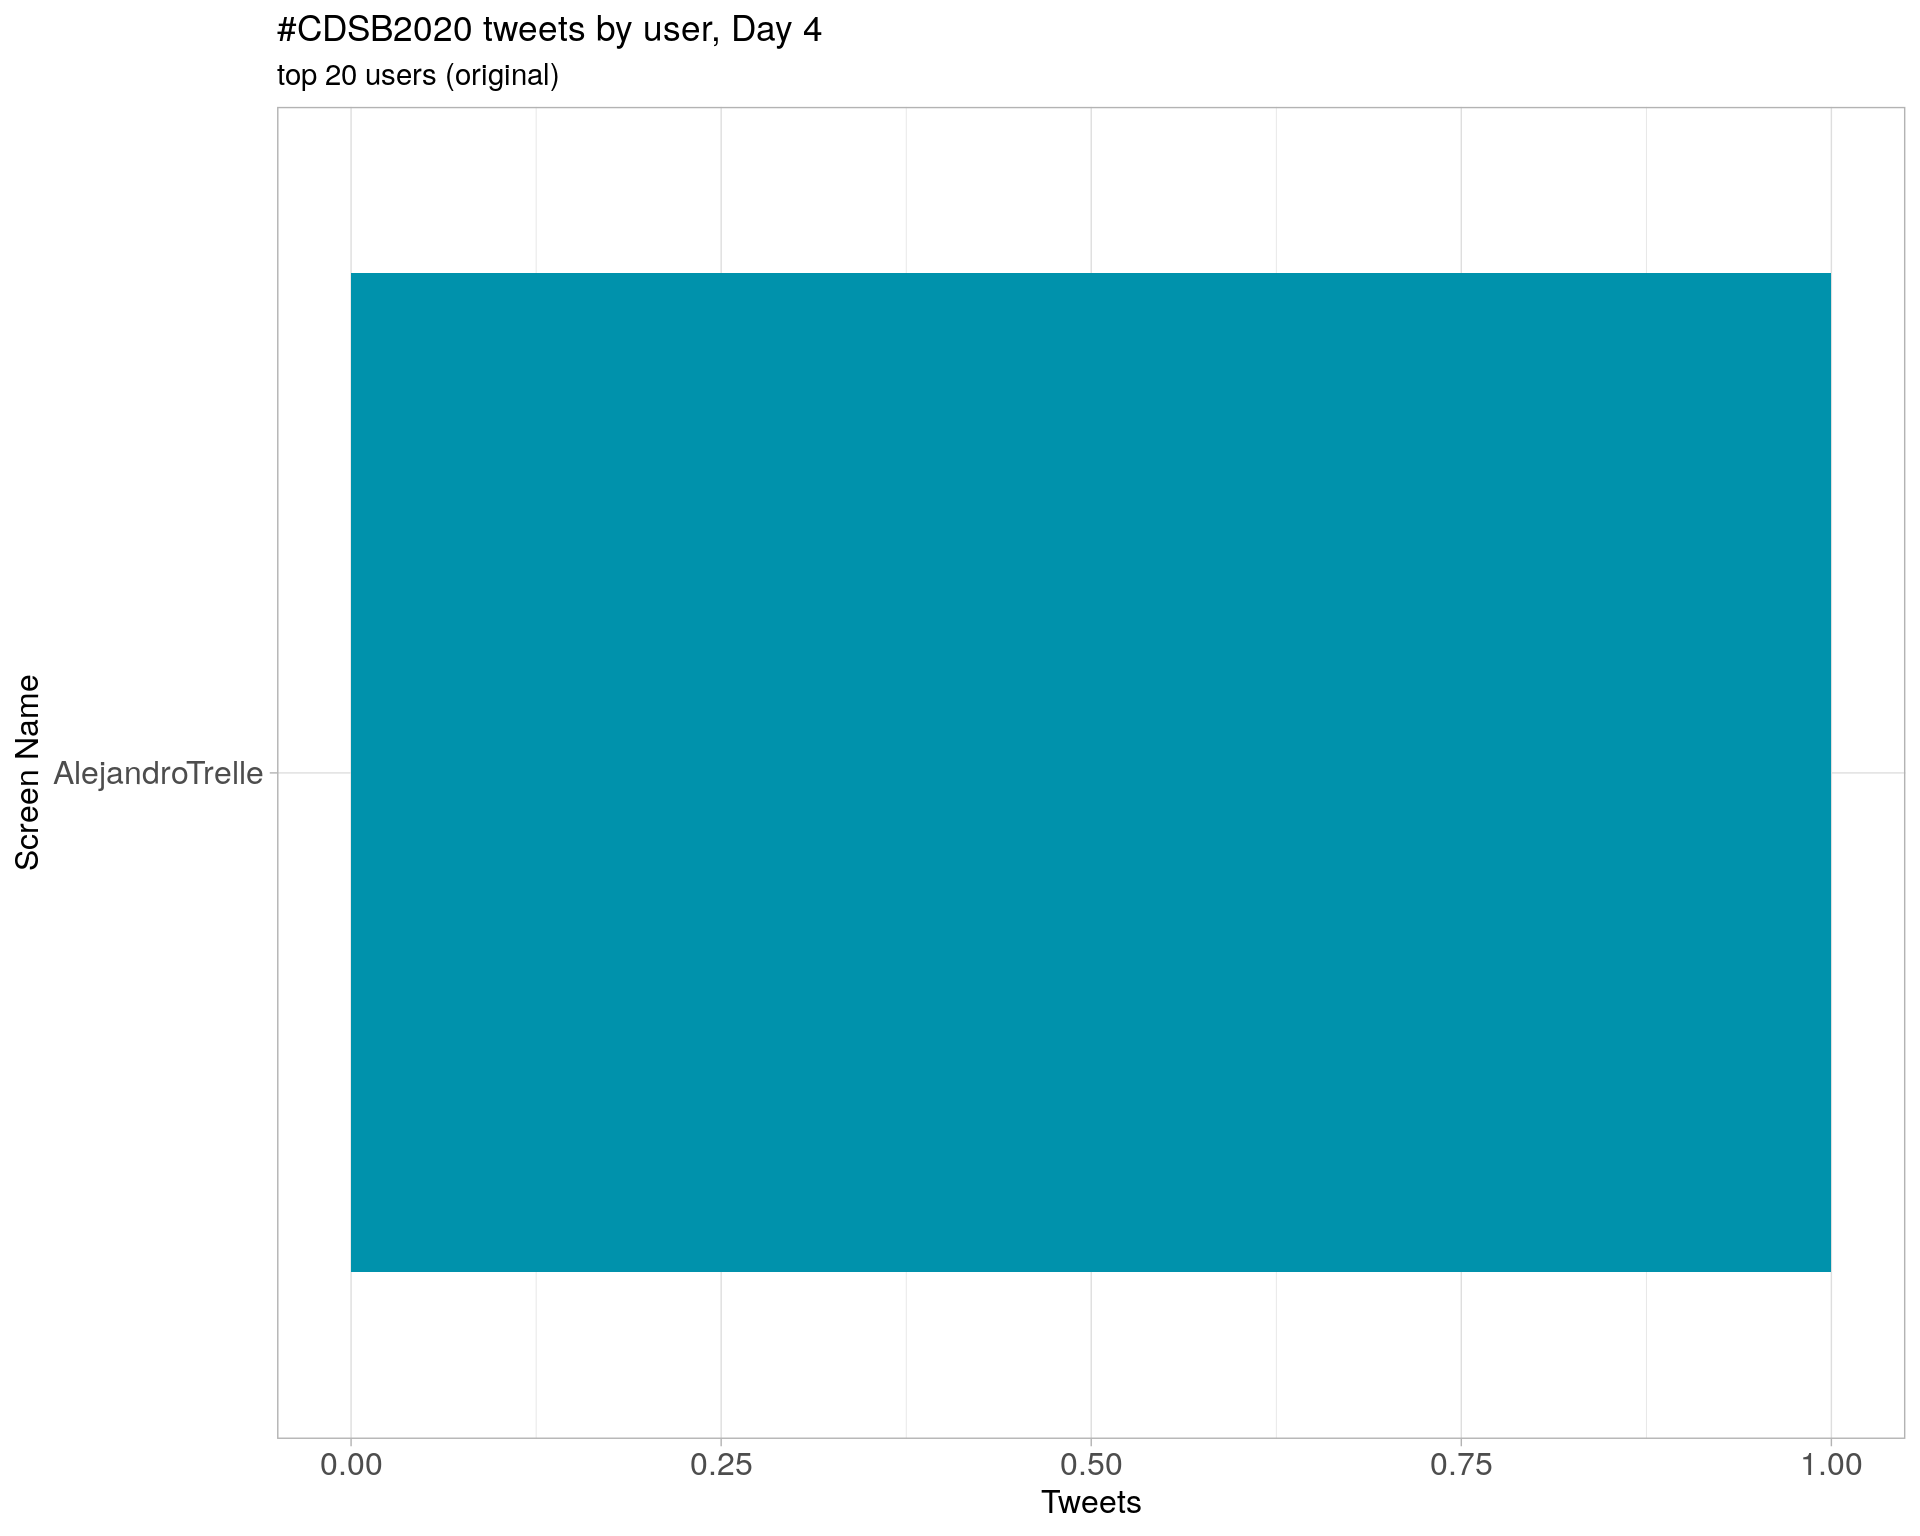 #CDSB2020 tweets by user, Day 4
top 20 users (original)
Screen Name
AlejandroTrelle
0.00
0.25
0.50
0.75
1.00
Tweets